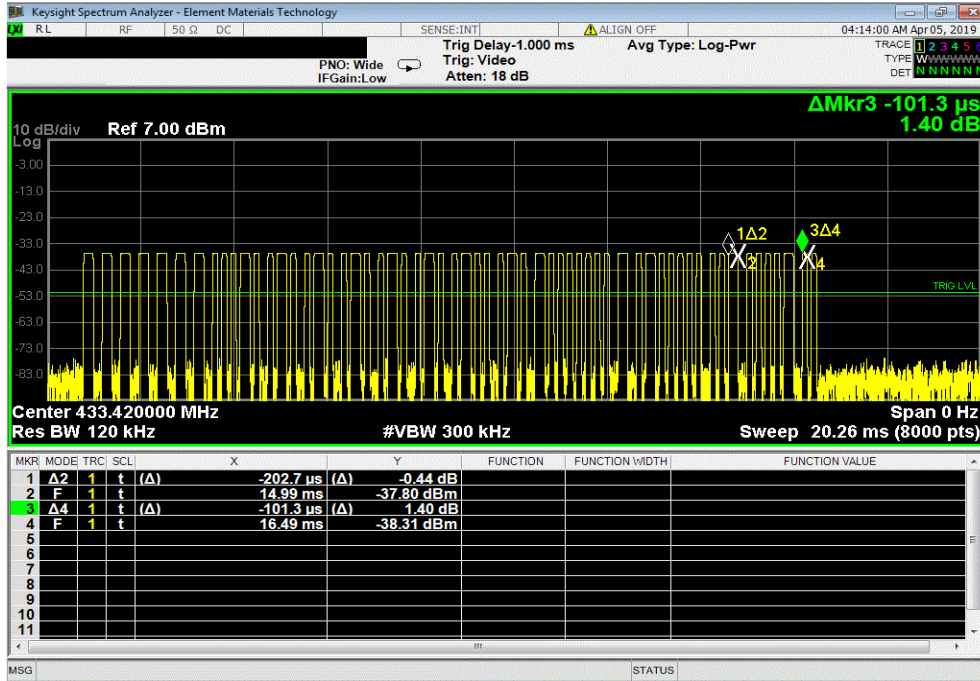 Keysight Spectrum Analyzer - Element Materials Technology
LXI RL RF 50 Ω DC SENSE:INT ALIGN OFF 04:14:00 AM Apr 05, 2019
Trig Delay-1.000 ms Avg Type: Log-Pwr TRACE 1 2 3 4 5 6
PNO: Wide Trig: Video TYPE WWWWWW
IFGain:Low Atten: 18 dB DET N N N N N N
ΔMkr3 -101.3 µs
1.40 dB
10 dB/div Ref 7.00 dBm
Log
-3.00
-13.0
-23.0
-33.0
1Δ2 3Δ4
2 4
-43.0
-53.0
TRIG LVL
-63.0
-73.0
-83.0
Center 433.420000 MHz Span 0 Hz
Res BW 120 kHz #VBW 300 kHz Sweep 20.26 ms (8000 pts)
MKR MODE TRC SCL X Y FUNCTION FUNCTION WIDTH FUNCTION VALUE
1 Δ2 1 t (Δ) -202.7 µs (Δ) -0.44 dB
2 F 1 t 14.99 ms -37.80 dBm
3 Δ4 1 t (Δ) -101.3 µs (Δ) 1.40 dB
4 F 1 t 16.49 ms -38.31 dBm
5
6
7
8
9
10
11
MSG STATUS